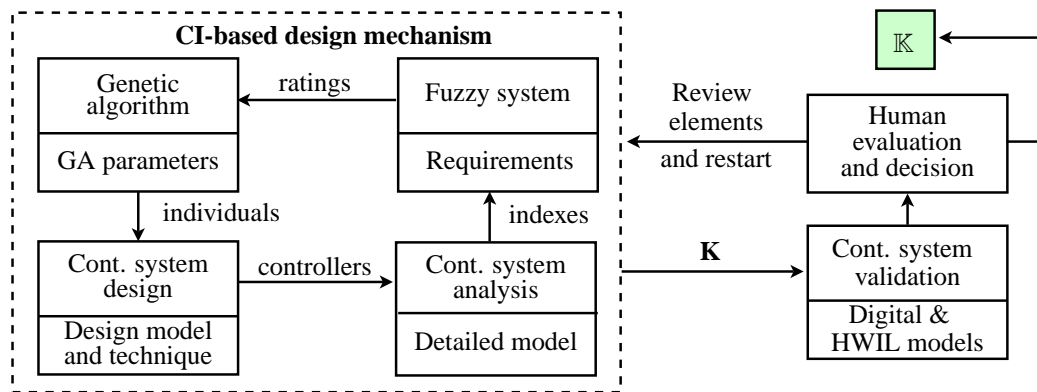 CI-based design mechanism
Genetic
algorithm
GA parameters
ratings
Fuzzy system
Requirements
individuals
indexes
Cont. system
design
Design model
and technique
controllers
Cont. system
analysis
Detailed model
𝕂
Review
elements
and restart
Human
evaluation
and decision
K
Cont. system
validation
Digital &
HWIL models